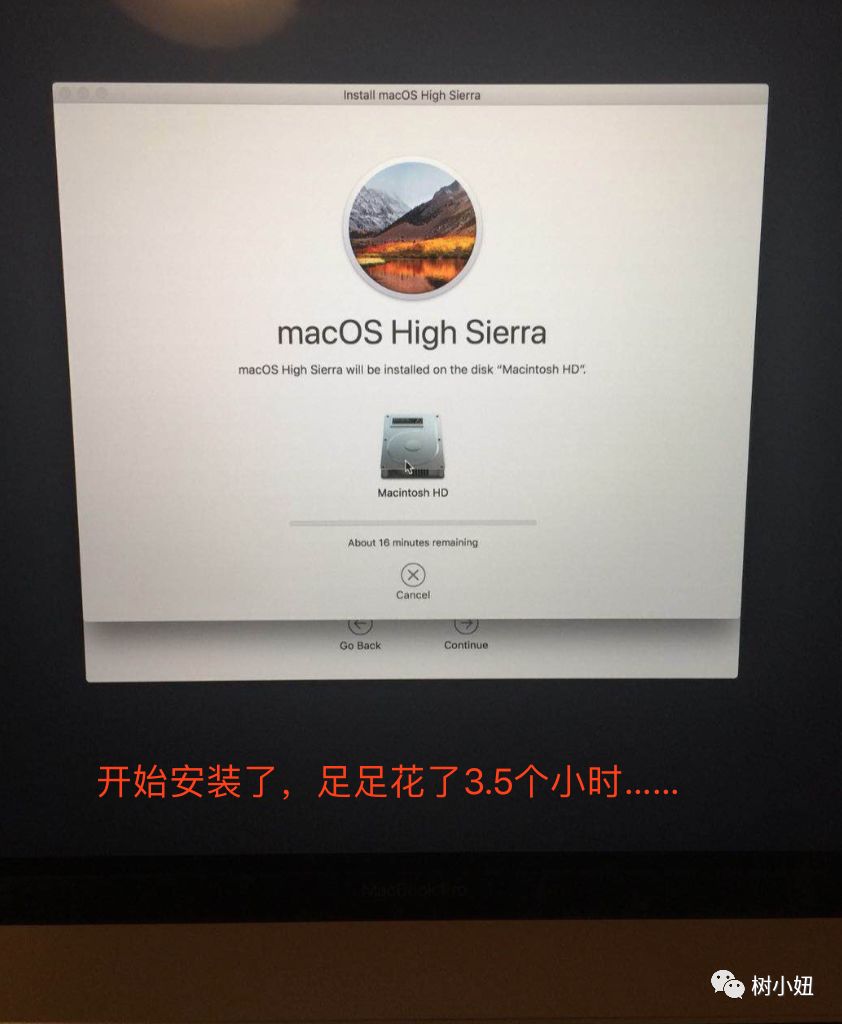 Install macOS High Sierra
macOS High Sierra
macOS High Sierra will be installed on the disk “Macintosh HD”.
Macintosh HD
About 16 minutes remaining
Cancel
Go Back
Continue
开始安装了，足足花了3.5个小时……
MacBook Pro
树小妞